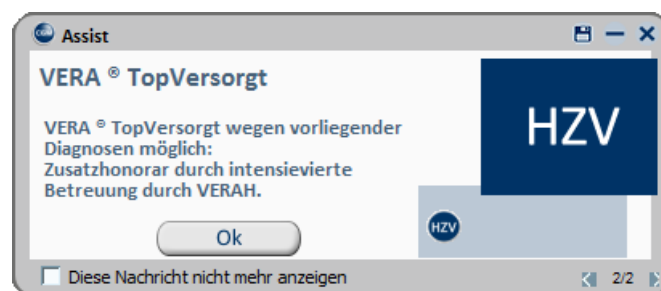 Assist
VERA ® TopVersorgt
VERA ® TopVersorgt wegen vorliegender
Diagnosen möglich:
Zusatzhonorar durch intensievierte
Betreuung durch VERAH.
HZV
HZV
Ok
Diese Nachricht nicht mehr anzeigen
2/2